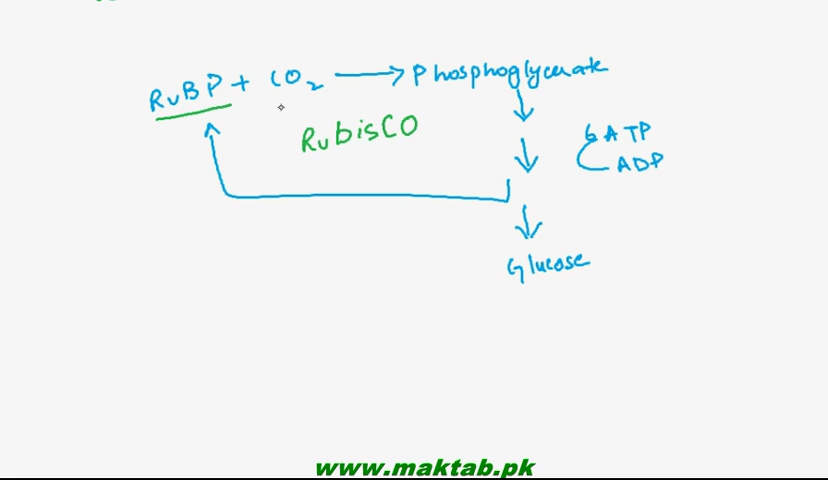 RuBP + CO2 → Phosphoglycerate
RubisCO
6 ATP
ADP
Glucose
www.maktab.pk